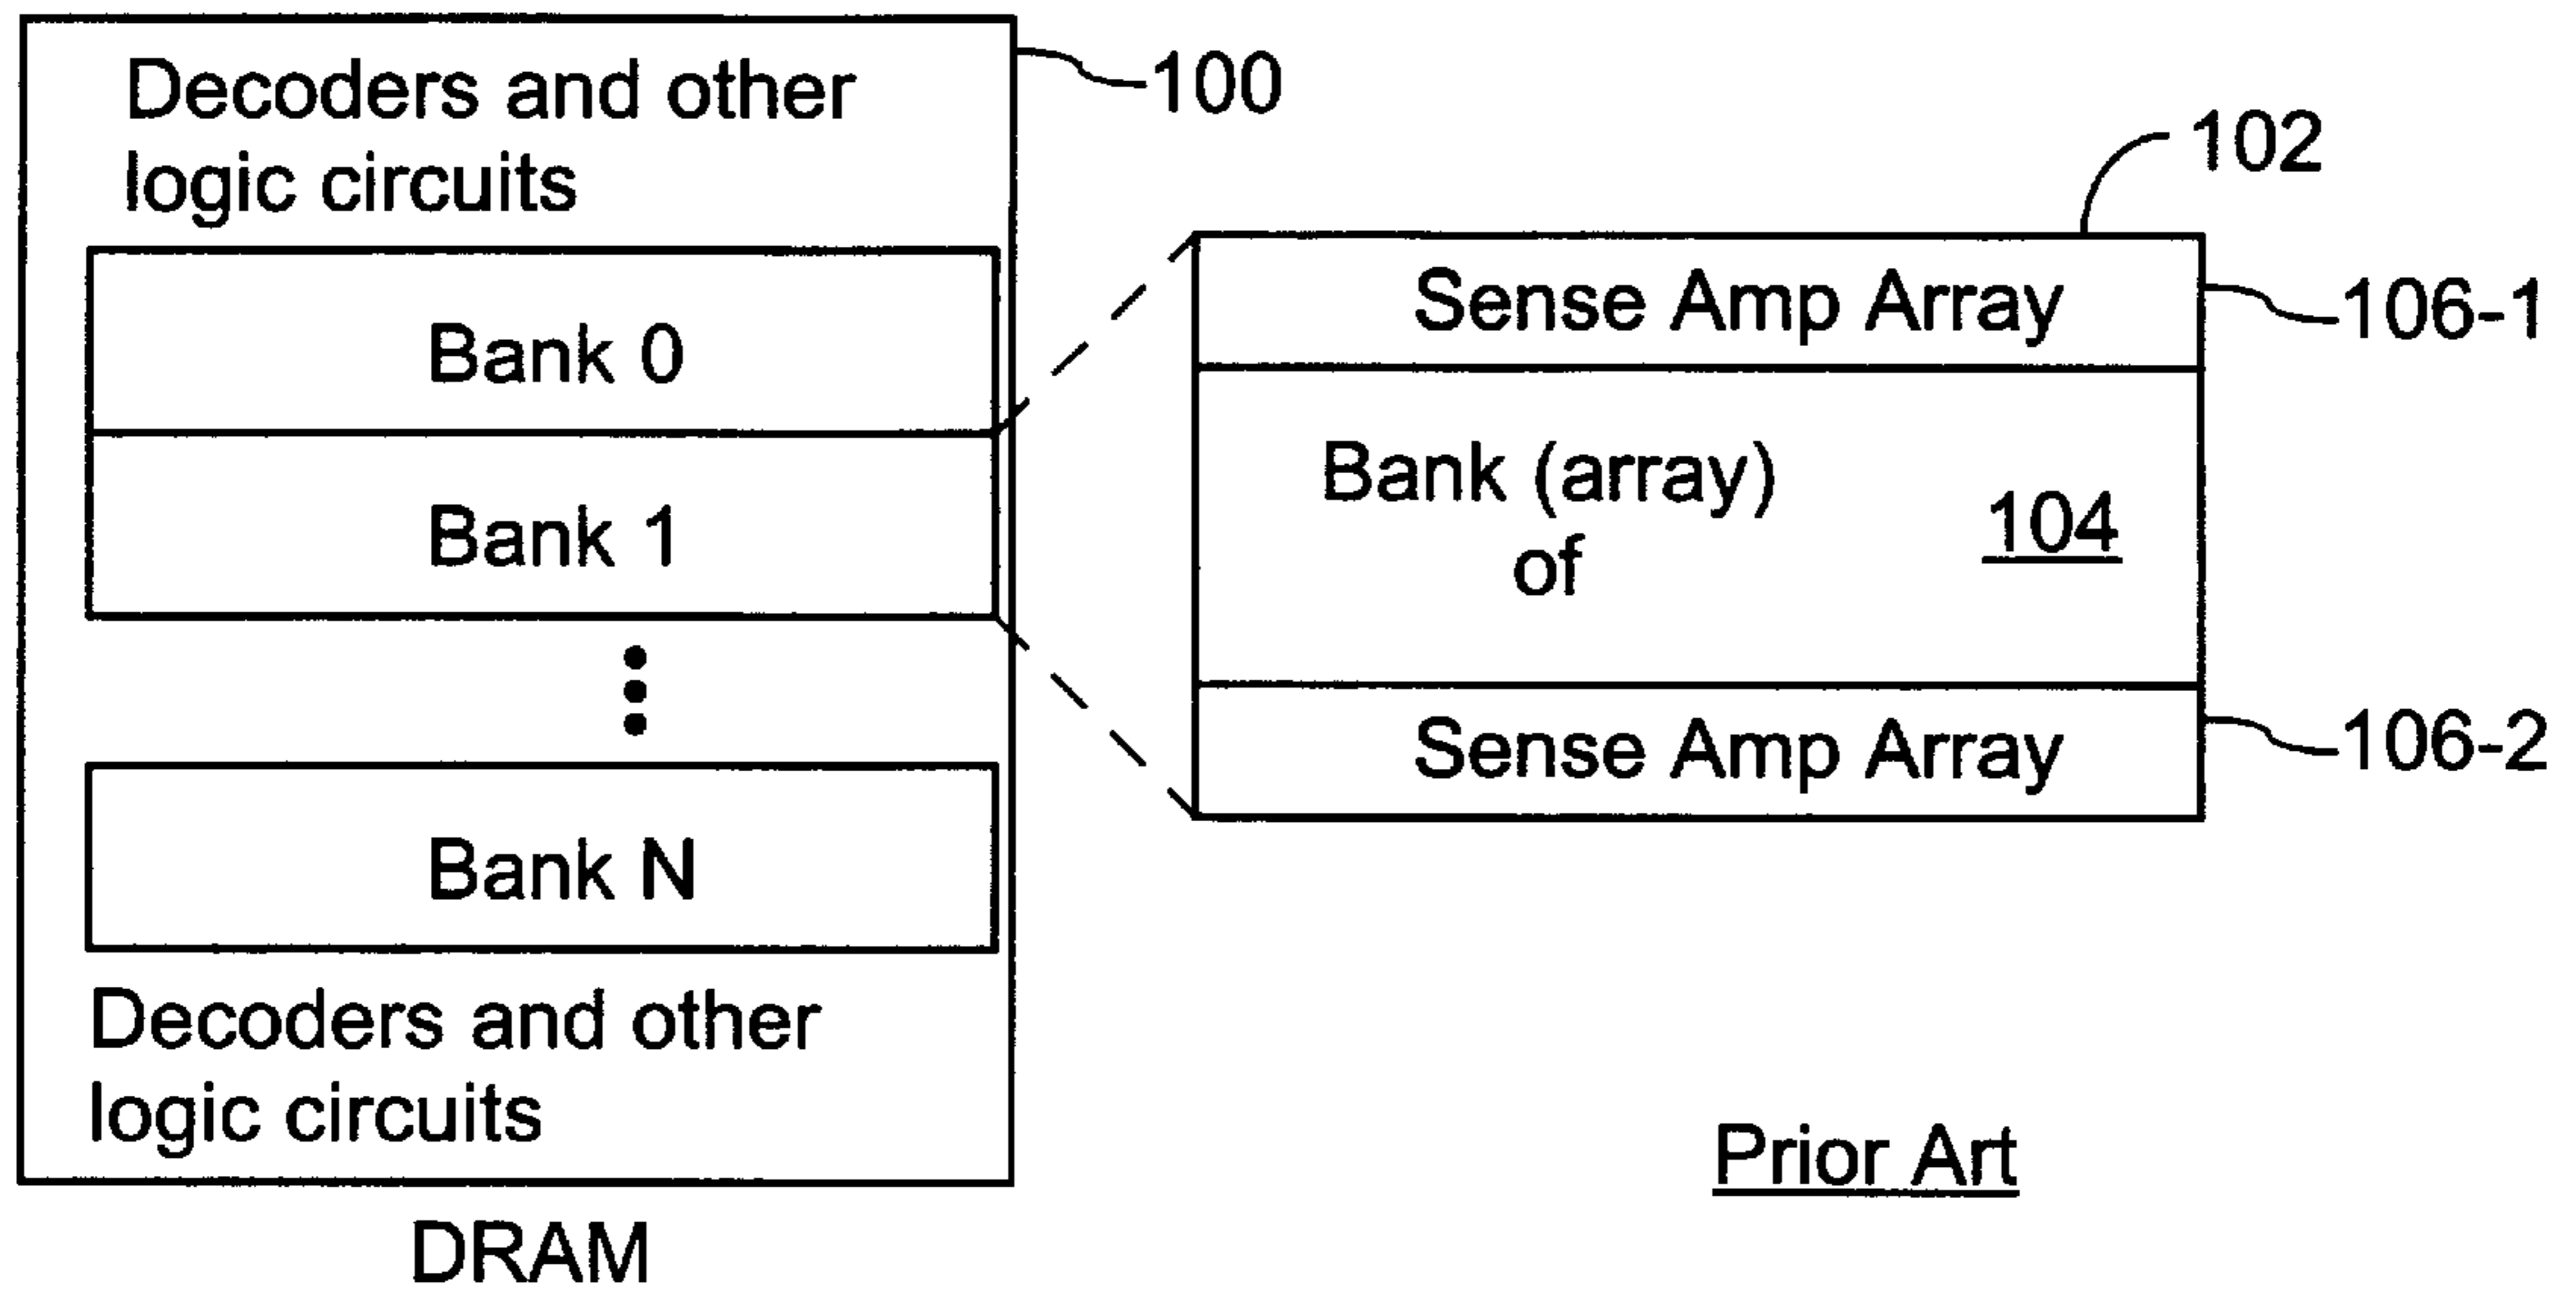 Decoders and other
logic circuits
Bank 0
Bank 1
Bank N
Decoders and other
logic circuits
DRAM
100
102
Sense Amp Array
106-1
Bank (array)
of
104
Sense Amp Array
106-2
Prior Art